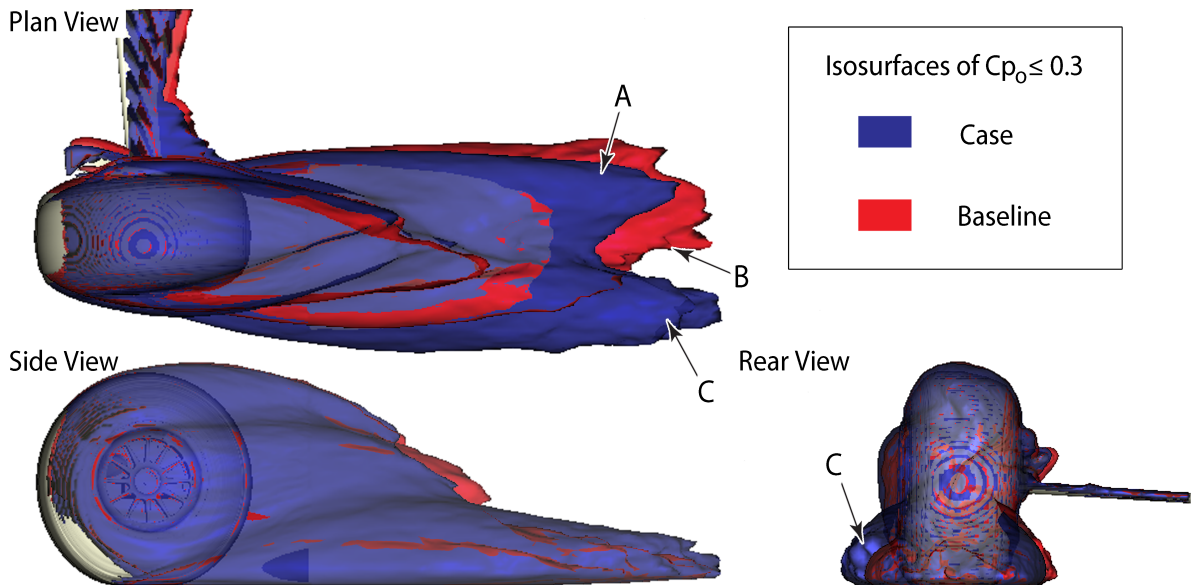 Plan View
A
Isosurfaces of Cpo ≤ 0.3
Case
Baseline
B
C
Side View
Rear View
C